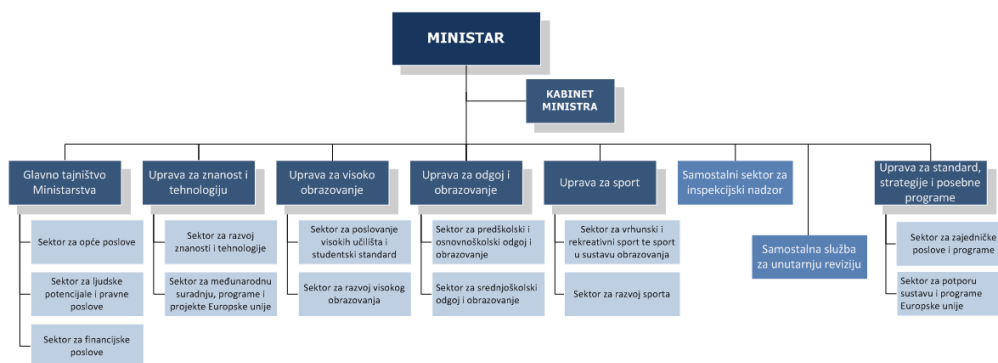 MINISTAR
KABINET
MINISTRA
Glavno tajništvo
Ministarstva
Uprava za znanost i
tehnologiju
Uprava za visoko
obrazovanje
Uprava za odgoj i
obrazovanje
Uprava za sport
Samostalni sektor za
inspekcijski nadzor
Uprava za standard,
strategije i posebne
programe
Sektor za opće poslove
Sektor za razvoj
znanosti i tehnologije
Sektor za poslovanje
visokih učilišta i
studentski standard
Sektor za predškolski i
osnovnoškolski odgoj i
obrazovanje
Sektor za vrhunski i
rekreativni sport te sport
u sustavu obrazovanja
Samostalna služba
za unutarnju reviziju
Sektor za zajedničke
poslove i programe
Sektor za ljudske
potencijale i pravne
poslove
Sektor za međunarodnu
suradnju, programe i
projekte Europske unije
Sektor za razvoj visokog
obrazovanja
Sektor za srednjoškolski
odgoj i obrazovanje
Sektor za razvoj sporta
Sektor za potporu
sustavu i programe
Europske unije
Sektor za financijske
poslove